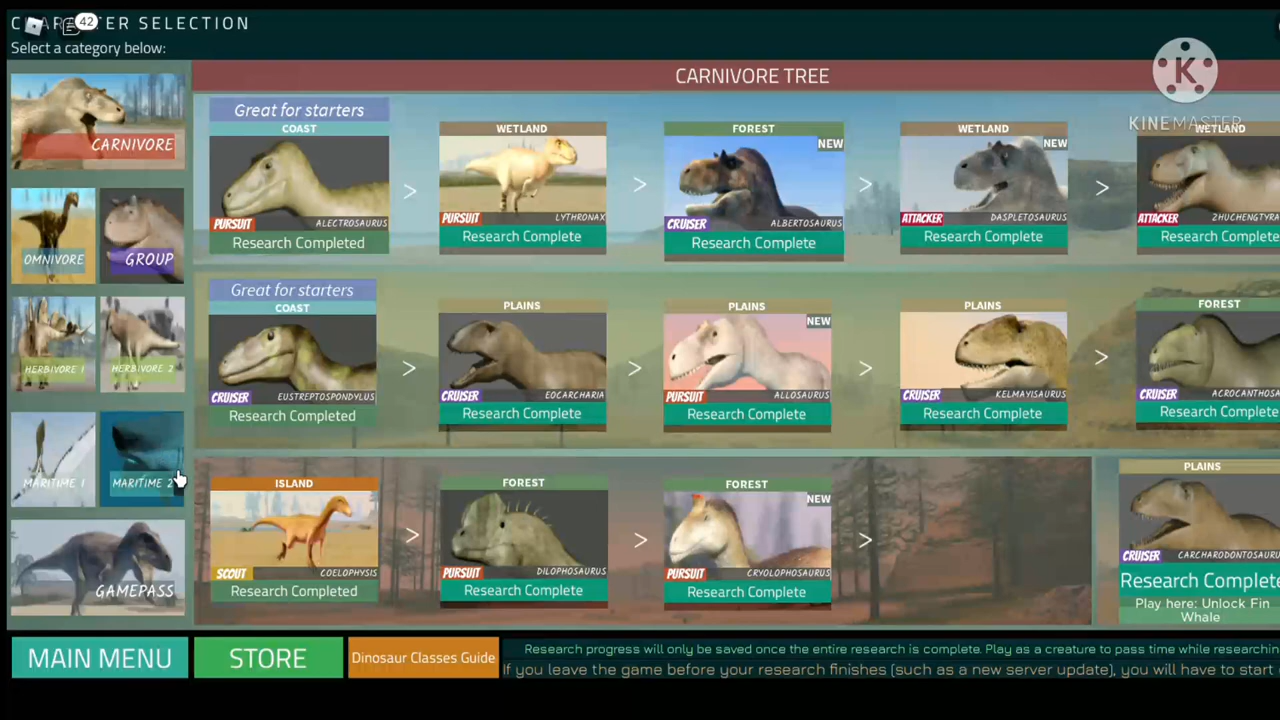 CHARACTER SELECTION
42
Select a category below:
CARNIVORE TREE
K
KINEMASTER
CARNIVORE
OMNIVORE
GROUP
HERBIVORE 1
HERBIVORE 2
MARITIME 1
MARITIME 2
GAMEPASS
Great for starters
COAST
PURSUIT
ALECTROSAURUS
Research Completed
>
WETLAND
PURSUIT
LYTHRONAX
Research Complete
>
FOREST
NEW
CRUISER
ALBERTOSAURUS
Research Complete
>
WETLAND
NEW
ATTACKER
DASPLETOSAURUS
Research Complete
>
WETLAND
ATTACKER
ZHUCHENGTYRA
Research Comple
Great for starters
COAST
CRUISER
EUSTREPTOSPONDYLUS
Research Completed
>
PLAINS
CRUISER
EOCARCHARIA
Research Complete
>
PLAINS
NEW
PURSUIT
ALLOSAURUS
Research Complete
>
PLAINS
CRUISER
KELMAYISAURUS
Research Complete
>
FOREST
CRUISER
ACROCANTHOSA
Research Complete
ISLAND
SCOUT
COELOPHYSIS
Research Completed
>
FOREST
PURSUIT
DILOPHOSAURUS
Research Complete
>
FOREST
NEW
PURSUIT
CRYOLOPHOSAURUS
Research Complete
>
PLAINS
CRUISER
CARCHARODONTOSAUR
Research Complete
Play here: Unlock Fin
Whale
MAIN MENU
STORE
Dinosaur Classes Guide
Research progress will only be saved once the entire research is complete. Play as a creature to pass time while researchin
If you leave the game before your research finishes (such as a new server update), you will have to start